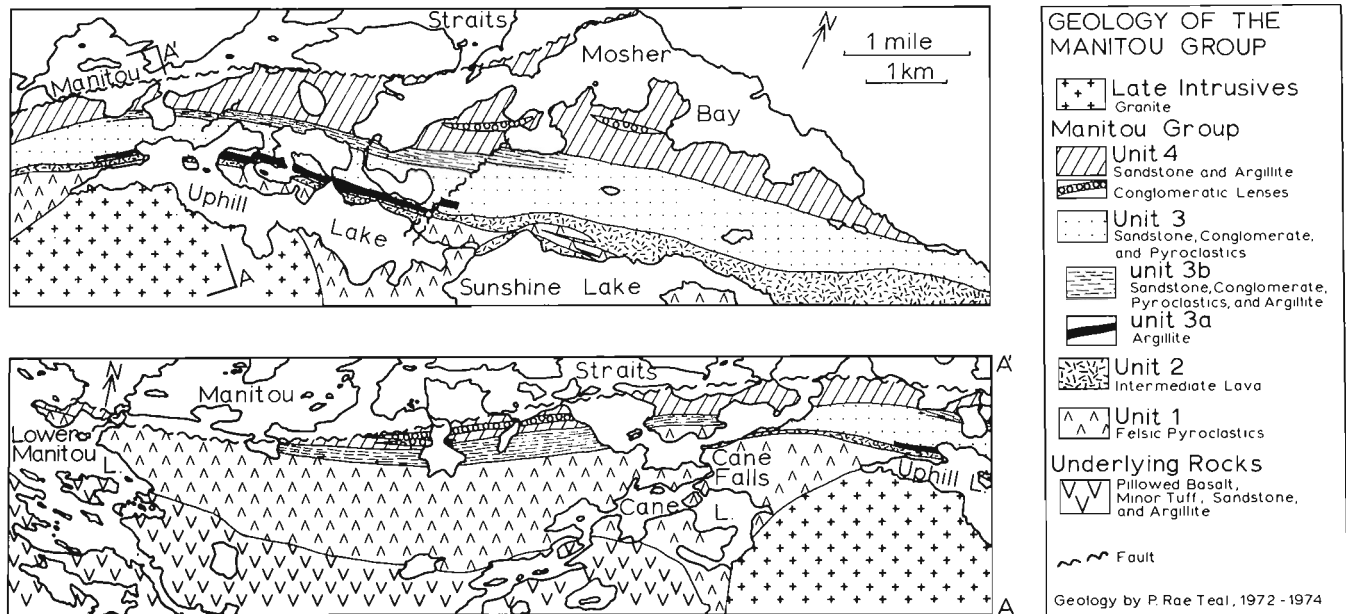 Straits
N
Mosher
1 mile
1 km
Manitou
A'
Bay
Uphill
Lake
A
Sunshine Lake
A'
Straits
N
Manitou
Lower
Manitou
L.
Cane
Falls
Uphill L.
Cane
L.
A
GEOLOGY OF THE
MANITOU GROUP
Late Intrusives
Granite
Manitou Group
Unit 4
Sandstone and Argillite
Conglomeratic Lenses
Unit 3
Sandstone, Conglomerate,
and Pyroclastics
unit 3b
Sandstone, Conglomerate,
Pyroclastics, and Argillite
unit 3a
Argillite
Unit 2
Intermediate Lava
Unit 1
Felsic Pyroclastics
Underlying Rocks
Pillowed Basalt,
Minor Tuff, Sandstone,
and Argillite
Fault
Geology by P. Rae Teal, 1972-1974